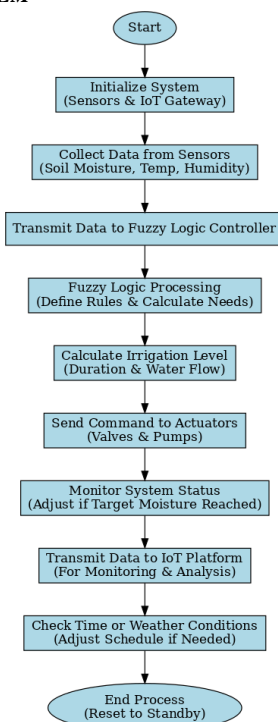 Start
Initialize System
(Sensors & IoT Gateway)
Collect Data from Sensors
(Soil Moisture, Temp, Humidity)
Transmit Data to Fuzzy Logic Controller
Fuzzy Logic Processing
(Define Rules & Calculate Needs)
Calculate Irrigation Level
(Duration & Water Flow)
Send Command to Actuators
(Valves & Pumps)
Monitor System Status
(Adjust if Target Moisture Reached)
Transmit Data to IoT Platform
(For Monitoring & Analysis)
Check Time or Weather Conditions
(Adjust Schedule if Needed)
End Process
(Reset to Standby)